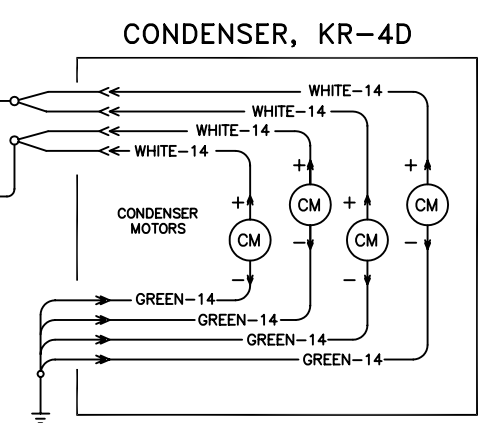 CONDENSER, KR-4D
WHITE-14
WHITE-14
WHITE-14
WHITE-14
+
+
+
+
CM
CM
CM
CM
CONDENSER
MOTORS
-
-
-
-
GREEN-14
GREEN-14
GREEN-14
GREEN-14